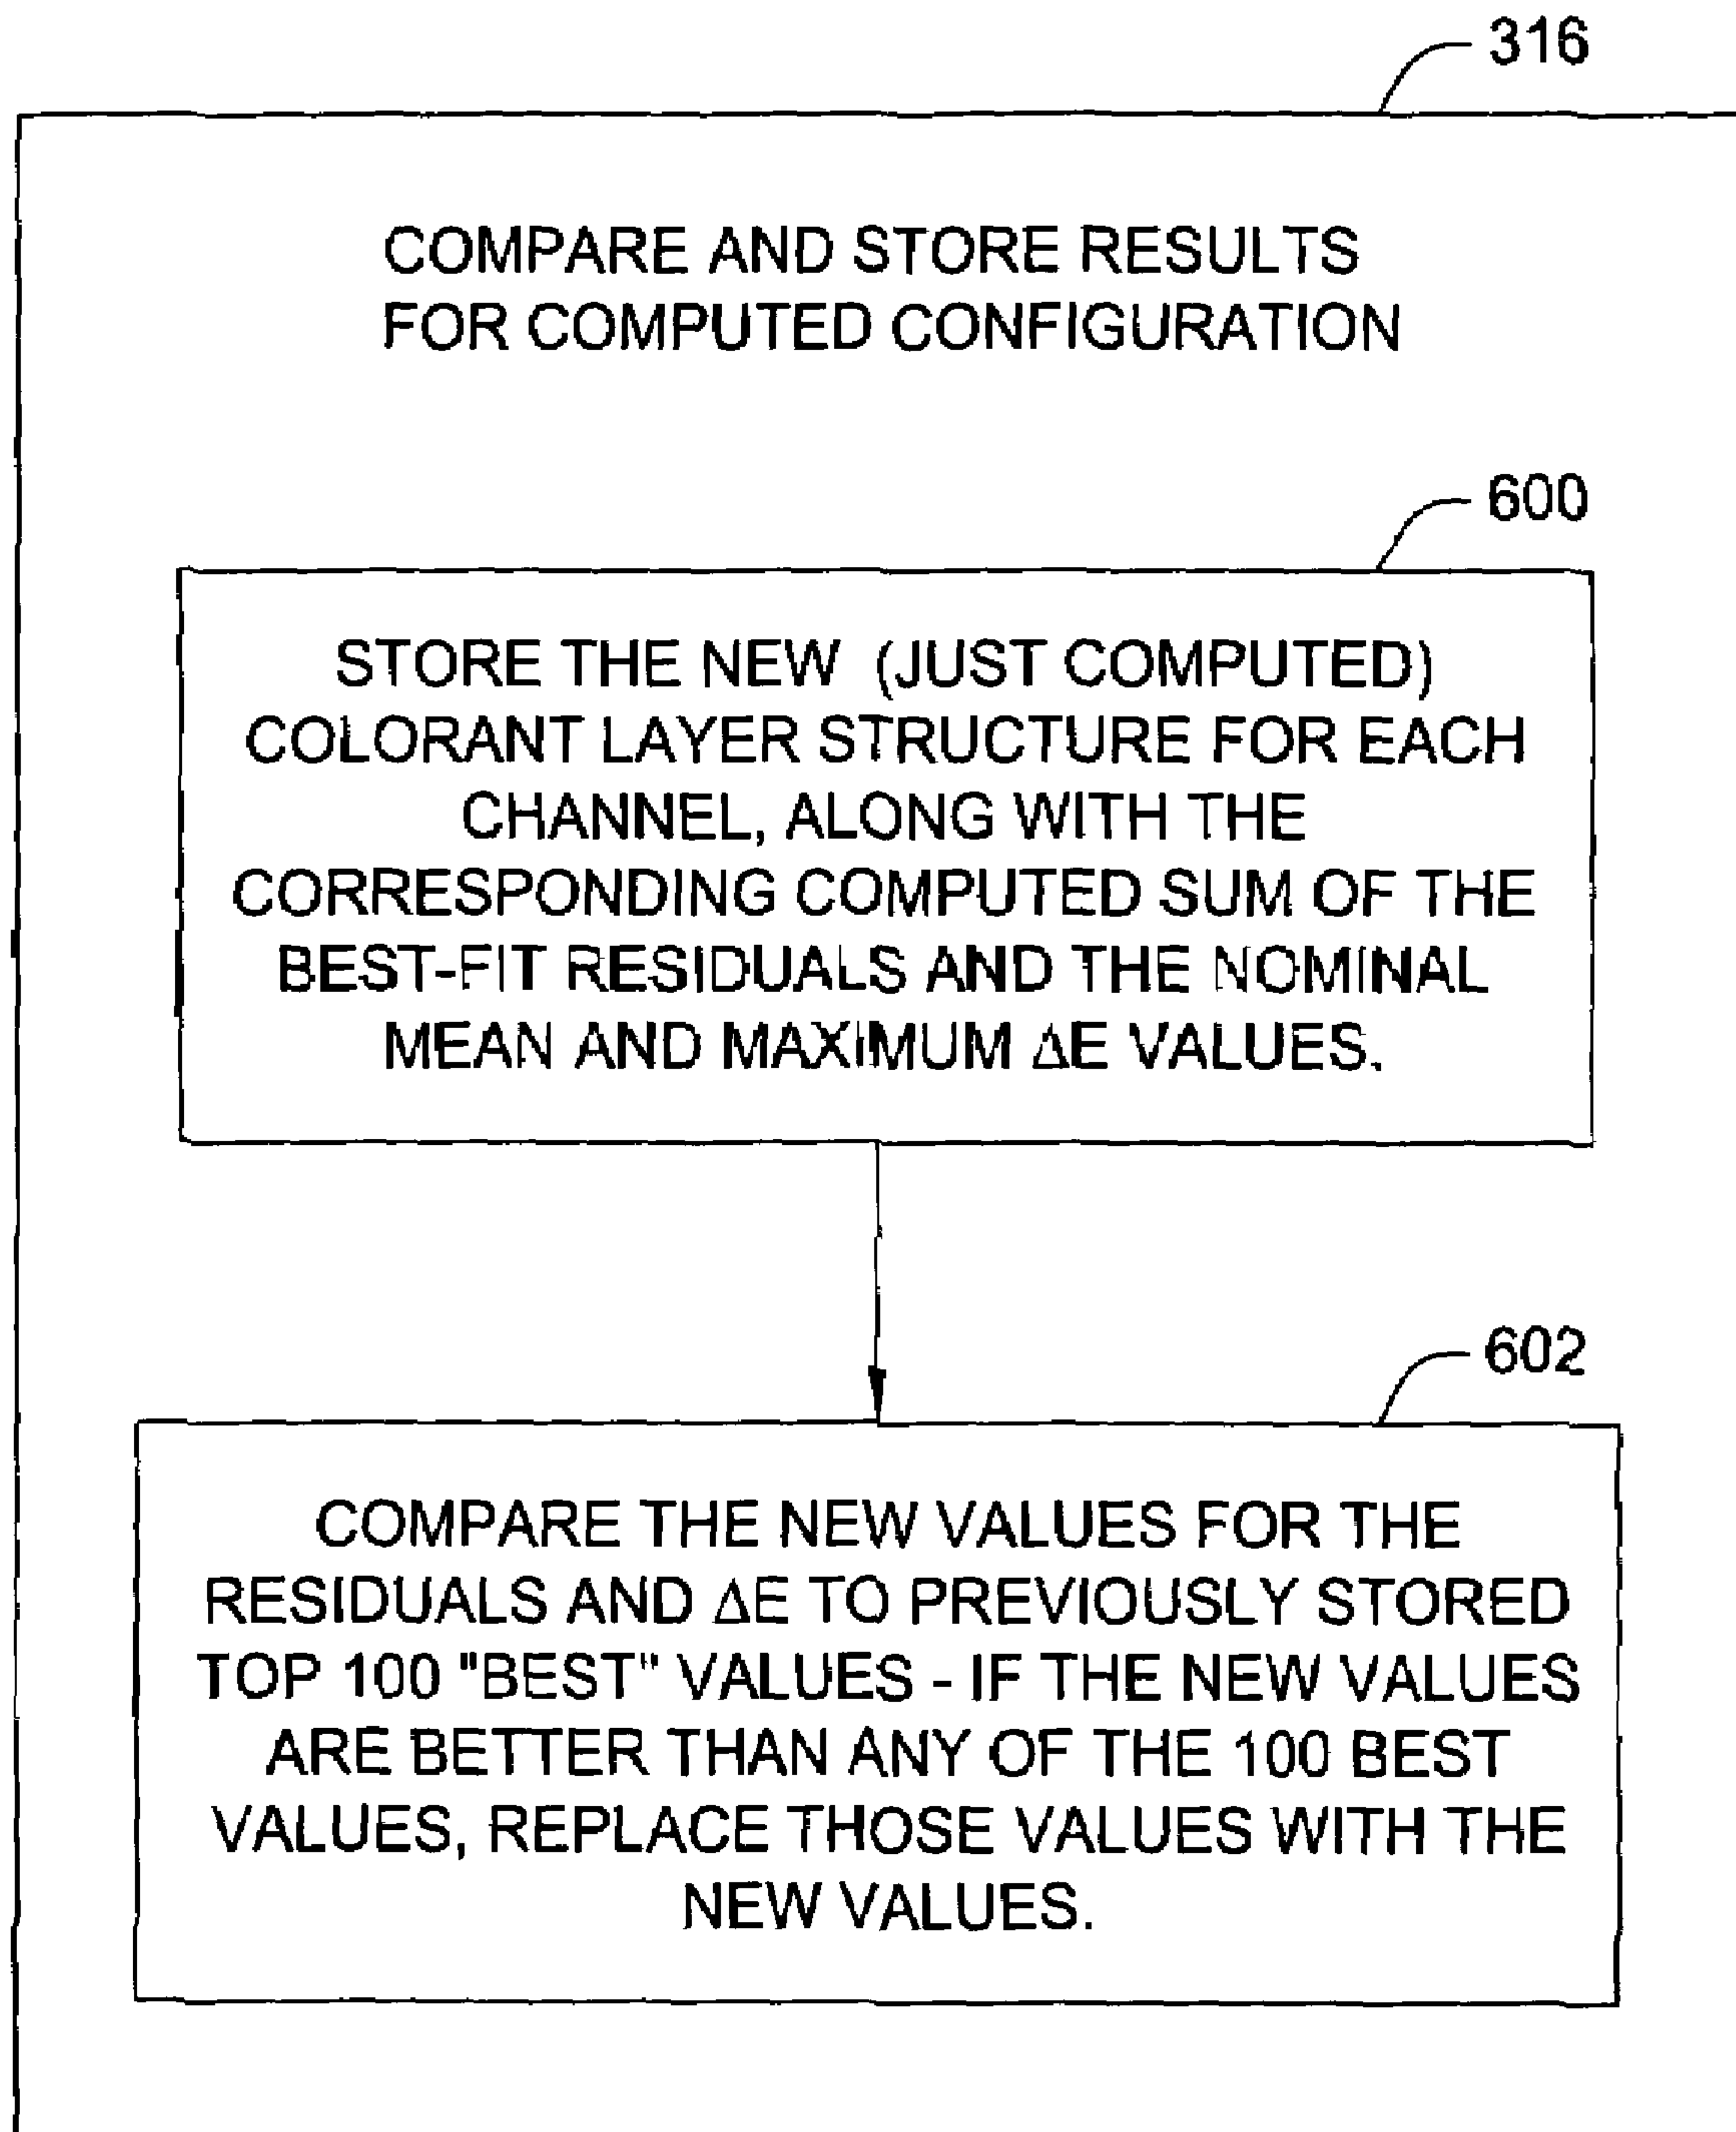 316
COMPARE AND STORE RESULTS
FOR COMPUTED CONFIGURATION
600
STORE THE NEW (JUST COMPUTED)
COLORANT LAYER STRUCTURE FOR EACH
CHANNEL, ALONG WITH THE
CORRESPONDING COMPUTED SUM OF THE
BEST-FIT RESIDUALS AND THE NOMINAL
MEAN AND MAXIMUM ΔE VALUES.
602
COMPARE THE NEW VALUES FOR THE
RESIDUALS AND ΔE TO PREVIOUSLY STORED
TOP 100 "BEST" VALUES - IF THE NEW VALUES
ARE BETTER THAN ANY OF THE 100 BEST
VALUES, REPLACE THOSE VALUES WITH THE
NEW VALUES.